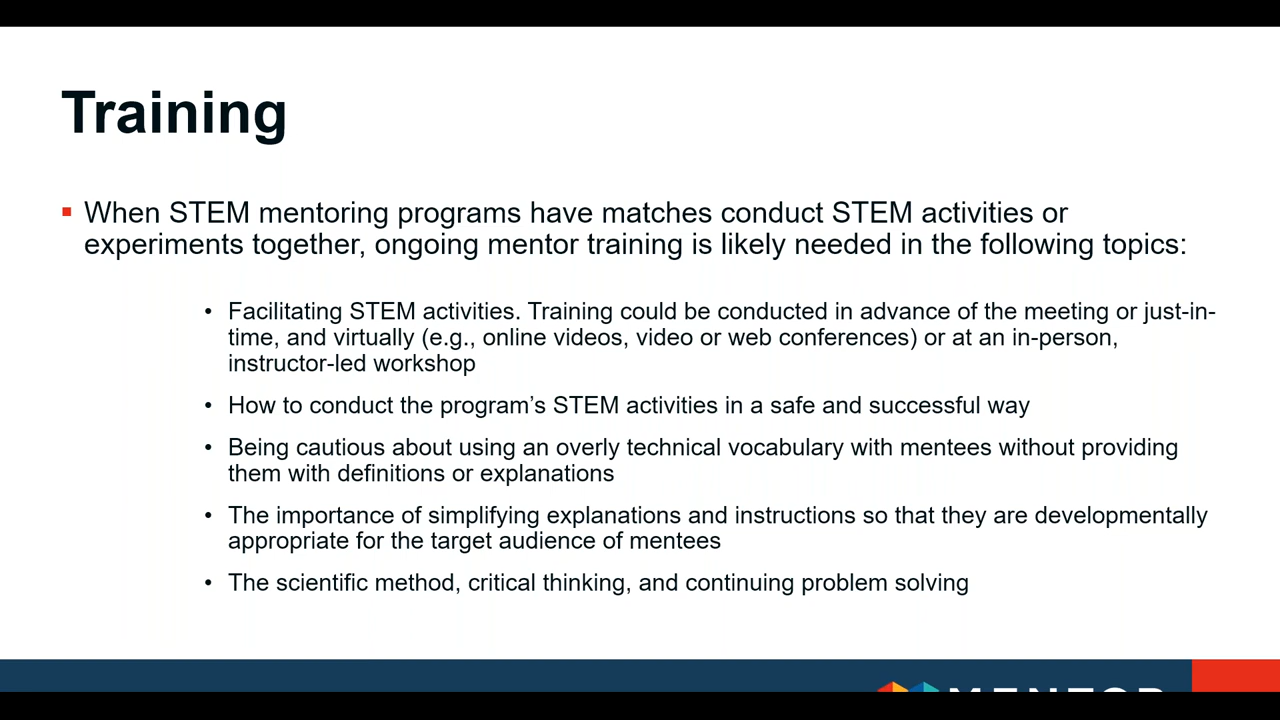 Training
▪ When STEM mentoring programs have matches conduct STEM activities or
experiments together, ongoing mentor training is likely needed in the following topics:
• Facilitating STEM activities. Training could be conducted in advance of the meeting or just-in-
time, and virtually (e.g., online videos, video or web conferences) or at an in-person,
instructor-led workshop
• How to conduct the program’s STEM activities in a safe and successful way
• Being cautious about using an overly technical vocabulary with mentees without providing
them with definitions or explanations
• The importance of simplifying explanations and instructions so that they are developmentally
appropriate for the target audience of mentees
• The scientific method, critical thinking, and continuing problem solving
MENTOR